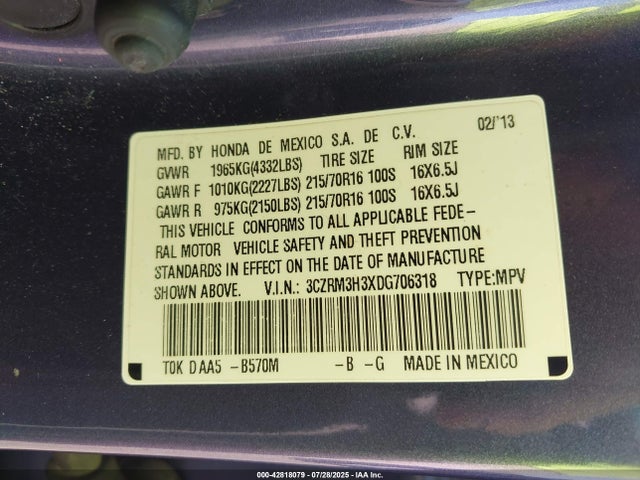 02/'13
MFD. BY HONDA DE MEXICO S.A. DE C.V.
GVWR 1965KG(4332LBS) TIRE SIZE RIM SIZE
GAWR F 1010KG(2227LBS) 215/70R16 100S 16X6.5J
GAWR R 975KG(2150LBS) 215/70R16 100S 16X6.5J
THIS VEHICLE CONFORMS TO ALL APPLICABLE FEDE-
RAL MOTOR VEHICLE SAFETY AND THEFT PREVENTION
STANDARDS IN EFFECT ON THE DATE OF MANUFACTURE
SHOWN ABOVE. V.I.N.: 3CZRM3H3XDG706318 TYPE:MPV
T0K D AA5 -B570M -B -G MADE IN MEXICO
000-42818079 | 07/28/2025 - IAA Inc.